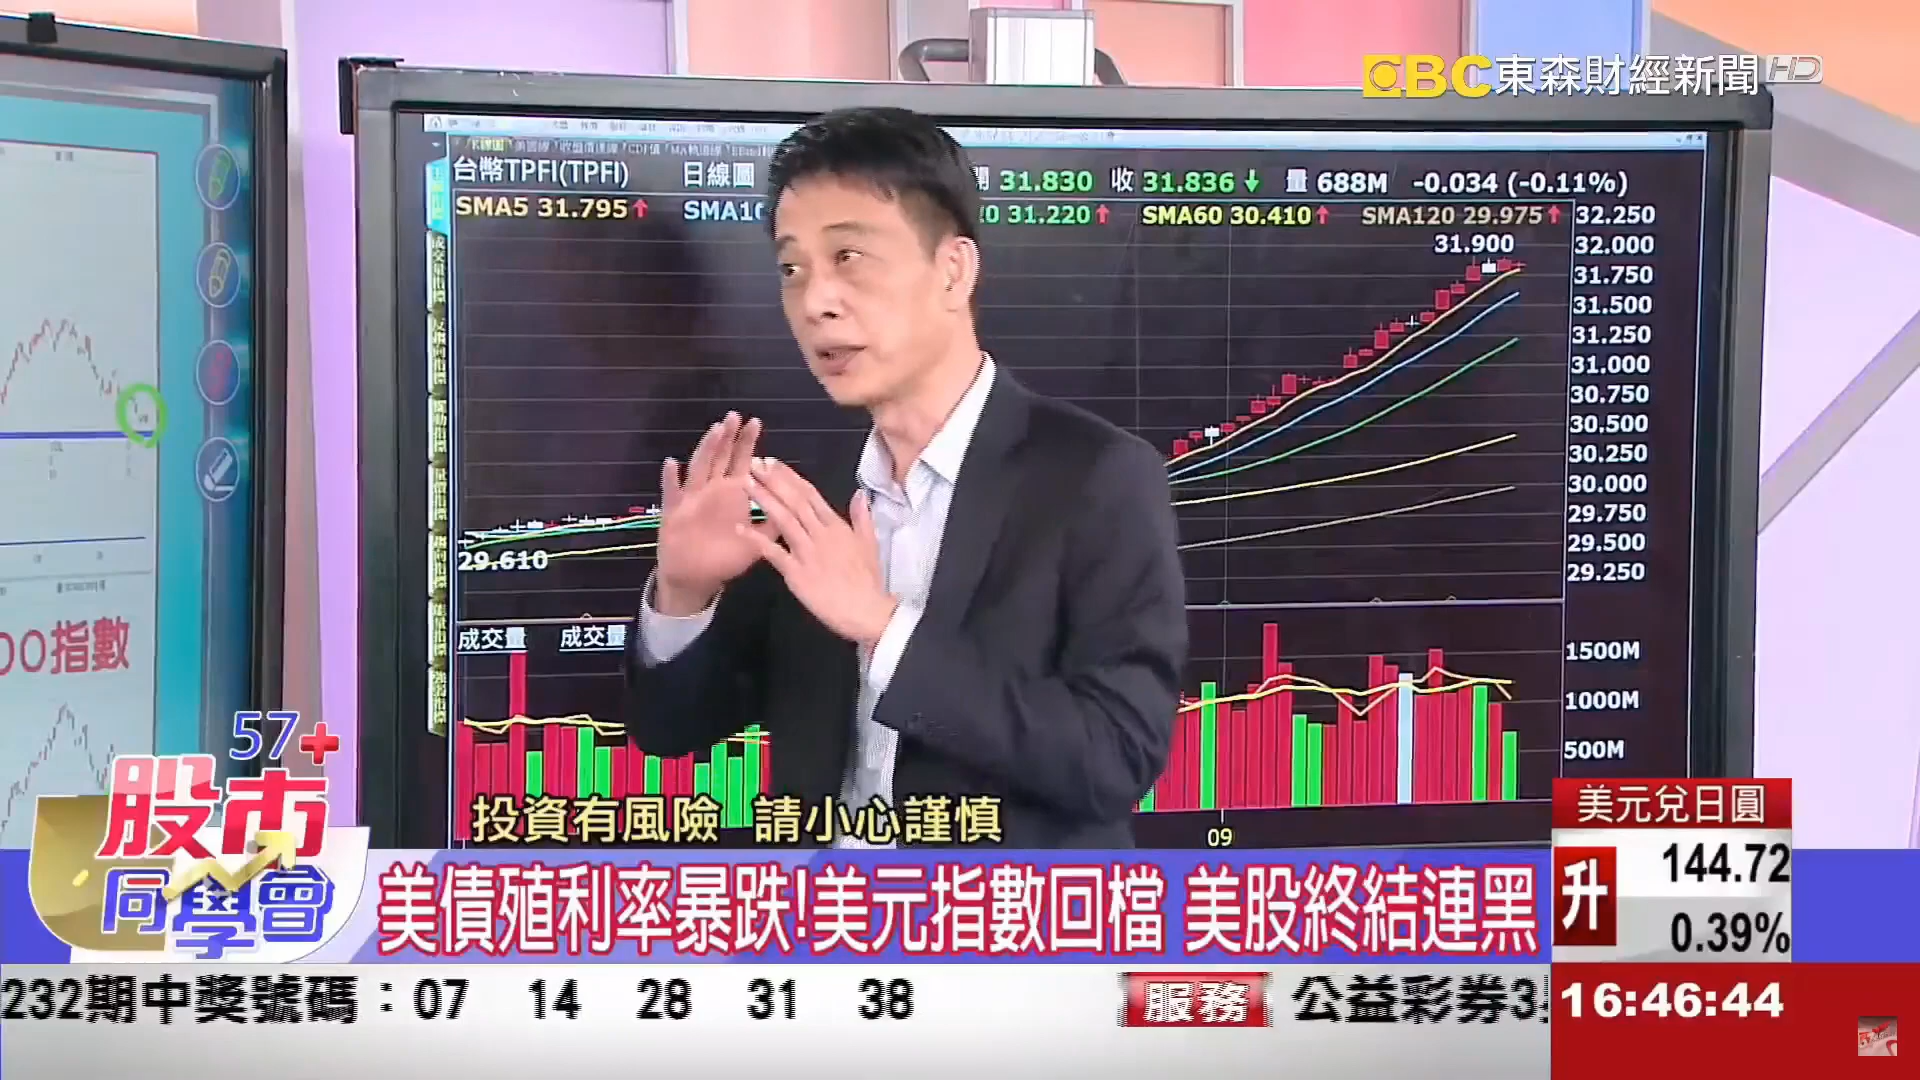 EBC 東森財經新聞 HD
台幣TPFI(TPFI) 日線圖 開 31.830 收 31.836↓ 量 688M -0.034 (-0.11%)
SMA5 31.795↑ SMA10 20 31.220↑ SMA60 30.410↑ SMA120 29.975↑
31.900
32.250
32.000
31.750
31.500
31.250
31.000
30.750
30.500
30.250
30.000
29.750
29.500
29.250
29.610
成交量 成交量
1500M
1000M
500M
09
00指數
57+
股市
同學會
投資有風險 請小心謹慎
美債殖利率暴跌!美元指數回檔 美股終結連黑
美元兌日圓
升
144.72
0.39%
232期中獎號碼：07 14 28 31 38 服務 公益彩券3
16:46:44